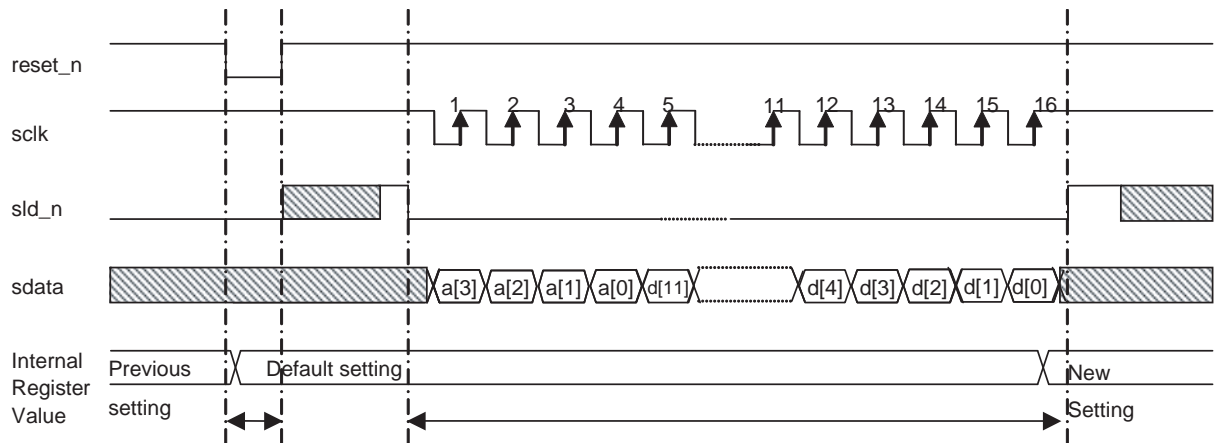 reset_n
sclk
1 2 3 4 5 11 12 13 14 15 16
sld_n
sdata
a[3] a[2] a[1] a[0] d[11] d[4] d[3] d[2] d[1] d[0]
Internal
Register
Value
Previous
setting
Default setting
New
Setting